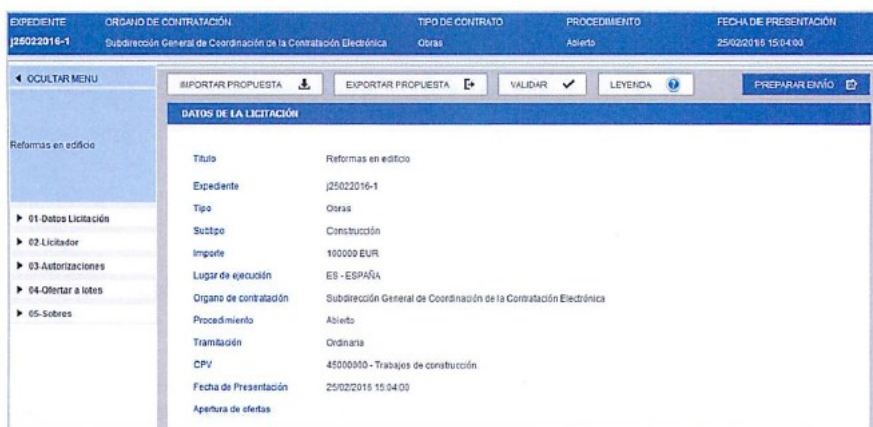 EXPEDIENTE ORGANO DE CONTRATACIÓN TIPO DE CONTRATO PROCEDIMIENTO FECHA DE PRESENTACIÓN
j25022016-1 Subdirección General de Coordinación de la Contratación Electrónica Obras Abierto 25/02/2016 15:04:00
OCULTAR MENU
Reformas en edificio
01-Datos Licitación
02-Licitador
03-Autorizaciones
04-Ofertar a lotes
05-Sobres
IMPORTAR PROPUESTA EXPORTAR PROPUESTA VALIDAR LEYENDA PREPARAR ENVÍO
DATOS DE LA LICITACIÓN
Título Reformas en edificio
Expediente j25022016-1
Tipo Obras
Subtipo Construcción
Importe 100000 EUR
Lugar de ejecución ES - ESPAÑA
Organo de contratación Subdirección General de Coordinación de la Contratación Electrónica
Procedimiento Abierto
Tramitación Ordinaria
CPV 45000000 - Trabajos de construcción
Fecha de Presentación 25/02/2016 15:04:00
Apertura de ofertas